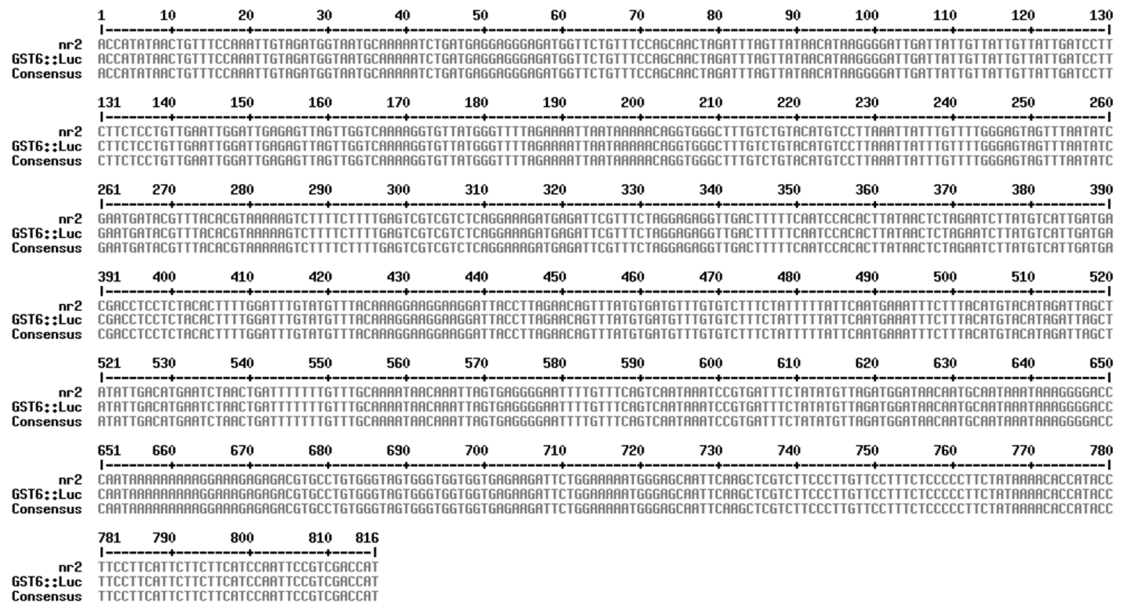 1 10 20 30 40 50 60 70 80 90 100 110 120 130
|--------+---------+---------+---------+---------+---------+---------+---------+---------+---------+---------+---------+---------|
nr2 ACCATATAACTGTTTCCAAATTGTAGATGGTAATGCAAAAATCTGATGAGGAGGGAGATGGTTCTGTTTCCAGCAACTAGATTTAGTTATAACATAAGGGGATTGATTATTGTTATTGTTATTGATCCTT
GST6::Luc ACCATATAACTGTTTCCAAATTGTAGATGGTAATGCAAAAATCTGATGAGGAGGGAGATGGTTCTGTTTCCAGCAACTAGATTTAGTTATAACATAAGGGGATTGATTATTGTTATTGTTATTGATCCTT
Consensus ACCATATAACTGTTTCCAAATTGTAGATGGTAATGCAAAAATCTGATGAGGAGGGAGATGGTTCTGTTTCCAGCAACTAGATTTAGTTATAACATAAGGGGATTGATTATTGTTATTGTTATTGATCCTT
131 140 150 160 170 180 190 200 210 220 230 240 250 260
|--------+---------+---------+---------+---------+---------+---------+---------+---------+---------+---------+---------+---------|
nr2 CTTCTCCTGTTGAATTGGATTGAGAGTTAGTTGGTCAAAAGGTGTTATGGGTTTTAGAAAATTAATAAAAACAGGTGGGCTTTGTCTGTACATGTCCTTAAATTATTTGTTTTGGGAGTAGTTTAATATC
GST6::Luc CTTCTCCTGTTGAATTGGATTGAGAGTTAGTTGGTCAAAAGGTGTTATGGGTTTTAGAAAATTAATAAAAACAGGTGGGCTTTGTCTGTACATGTCCTTAAATTATTTGTTTTGGGAGTAGTTTAATATC
Consensus CTTCTCCTGTTGAATTGGATTGAGAGTTAGTTGGTCAAAAGGTGTTATGGGTTTTAGAAAATTAATAAAAACAGGTGGGCTTTGTCTGTACATGTCCTTAAATTATTTGTTTTGGGAGTAGTTTAATATC
261 270 280 290 300 310 320 330 340 350 360 370 380 390
|--------+---------+---------+---------+---------+---------+---------+---------+---------+---------+---------+---------+---------|
nr2 GAATGATACGTTTACACGTAAAAAGTCTTTTCTTTTGAGTCGTCGTCTCAGGAAAGATGAGATTCGTTTCTAGGAGAGGTTGACTTTTTCAATCCACACTTATAACTCTAGAATCTTATGTCATTGATGA
GST6::Luc GAATGATACGTTTACACGTAAAAAGTCTTTTCTTTTGAGTCGTCGTCTCAGGAAAGATGAGATTCGTTTCTAGGAGAGGTTGACTTTTTCAATCCACACTTATAACTCTAGAATCTTATGTCATTGATGA
Consensus GAATGATACGTTTACACGTAAAAAGTCTTTTCTTTTGAGTCGTCGTCTCAGGAAAGATGAGATTCGTTTCTAGGAGAGGTTGACTTTTTCAATCCACACTTATAACTCTAGAATCTTATGTCATTGATGA
391 400 410 420 430 440 450 460 470 480 490 500 510 520
|--------+---------+---------+---------+---------+---------+---------+---------+---------+---------+---------+---------+---------|
nr2 CGACCTCCTCTACACTTTTGGATTTGTATGTTTACAAAGGAAGGAAGGATTACCTTAGAACAGTTTATGTGATGTTTGTGTCTTTCTATTTTTATTCAATGAAATTTCTTTACATGTACATAGATTAGCT
GST6::Luc CGACCTCCTCTACACTTTTGGATTTGTATGTTTACAAAGGAAGGAAGGATTACCTTAGAACAGTTTATGTGATGTTTGTGTCTTTCTATTTTTATTCAATGAAATTTCTTTACATGTACATAGATTAGCT
Consensus CGACCTCCTCTACACTTTTGGATTTGTATGTTTACAAAGGAAGGAAGGATTACCTTAGAACAGTTTATGTGATGTTTGTGTCTTTCTATTTTTATTCAATGAAATTTCTTTACATGTACATAGATTAGCT
521 530 540 550 560 570 580 590 600 610 620 630 640 650
|--------+---------+---------+---------+---------+---------+---------+---------+---------+---------+---------+---------+---------|
nr2 ATATTGACATGAATCTAACTGATTTTTTTGTTTGCAAAATAACAAATTAGTGAGGGGAATTTTGTTTCAGTCAATAAATCCGTGATTTCTATATGTTAGATGGATAACAATGCAATAAATAAAGGGGACC
GST6::Luc ATATTGACATGAATCTAACTGATTTTTTTGTTTGCAAAATAACAAATTAGTGAGGGGAATTTTGTTTCAGTCAATAAATCCGTGATTTCTATATGTTAGATGGATAACAATGCAATAAATAAAGGGGACC
Consensus ATATTGACATGAATCTAACTGATTTTTTTGTTTGCAAAATAACAAATTAGTGAGGGGAATTTTGTTTCAGTCAATAAATCCGTGATTTCTATATGTTAGATGGATAACAATGCAATAAATAAAGGGGACC
651 660 670 680 690 700 710 720 730 740 750 760 770 780
|--------+---------+---------+---------+---------+---------+---------+---------+---------+---------+---------+---------+---------|
nr2 CAATAAAAAAAAAGGAAAGAGAGACGTGCCTGTGGGTAGTGGGTGGTGGTGAGAAGATTCTGGAAAAATGGGAGCAATTCAAGCTCGTCTTCCCTTGTTCCTTTCTCCCCCTTCTATAAAACACCATACC
GST6::Luc CAATAAAAAAAAAGGAAAGAGAGACGTGCCTGTGGGTAGTGGGTGGTGGTGAGAAGATTCTGGAAAAATGGGAGCAATTCAAGCTCGTCTTCCCTTGTTCCTTTCTCCCCCTTCTATAAAACACCATACC
Consensus CAATAAAAAAAAAGGAAAGAGAGACGTGCCTGTGGGTAGTGGGTGGTGGTGAGAAGATTCTGGAAAAATGGGAGCAATTCAAGCTCGTCTTCCCTTGTTCCTTTCTCCCCCTTCTATAAAACACCATACC
781 790 800 810 816
|--------+---------+---------+-----|
nr2 TTCCTTCATTCTTCTTCATCCAATTCCGTCGACCAT
GST6::Luc TTCCTTCATTCTTCTTCATCCAATTCCGTCGACCAT
Consensus TTCCTTCATTCTTCTTCATCCAATTCCGTCGACCAT